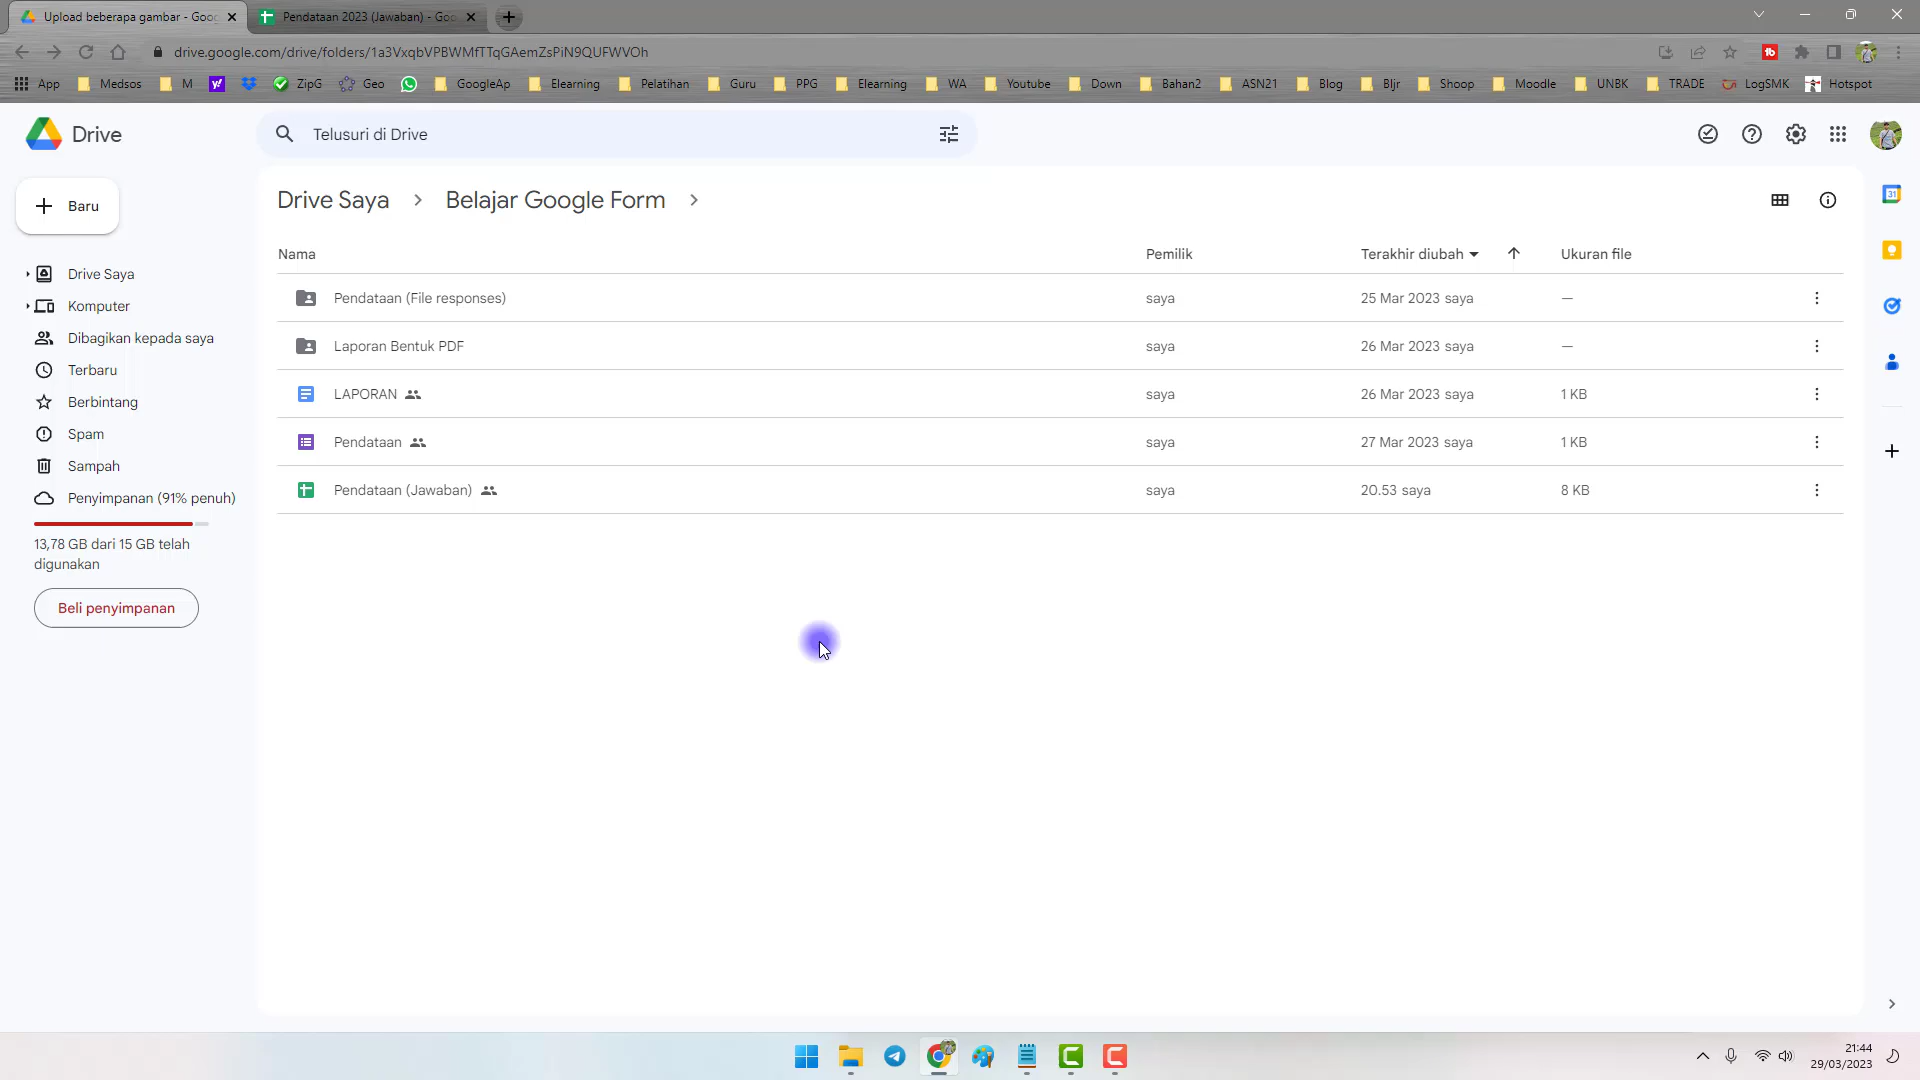 Upload beberapa gambar - Goo
Pendataan 2023 (Jawaban) - Goo
drive.google.com/drive/folders/1a3VxqbVPBWMfTTqGAemZsPiN9QUFWVOh
App Medsos M ZipG Geo GoogleAp Elearning Pelatihan Guru PPG Elearning WA Youtube Down Bahan2 ASN21 Blog Bljr Shoop Moodle UNBK TRADE LogSMK Hotspot
Drive
Telusuri di Drive
Baru
Drive Saya
Komputer
Dibagikan kepada saya
Terbaru
Berbintang
Spam
Sampah
Penyimpanan (91% penuh)
13,78 GB dari 15 GB telah
digunakan
Beli penyimpanan
Drive Saya > Belajar Google Form >
Nama Pemilik Terakhir diubah Ukuran file
Pendataan (File responses) saya 25 Mar 2023 saya —
Laporan Bentuk PDF saya 26 Mar 2023 saya —
LAPORAN saya 26 Mar 2023 saya 1 KB
Pendataan saya 27 Mar 2023 saya 1 KB
Pendataan (Jawaban) saya 20.53 saya 8 KB
31
21:44
29/03/2023